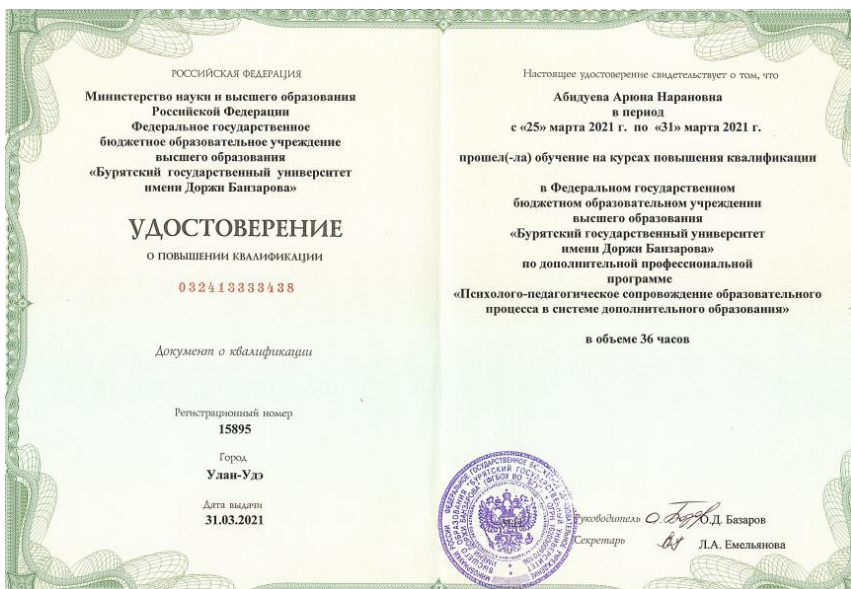 РОССИЙСКАЯ ФЕДЕРАЦИЯ
Министерство науки и высшего образования
Российской Федерации
Федеральное государственное
бюджетное образовательное учреждение
высшего образования
«Бурятский государственный университет
имени Доржи Банзарова»
УДОСТОВЕРЕНИЕ
О ПОВЫШЕНИИ КВАЛИФИКАЦИИ
032413333438
Документ о квалификации
Регистрационный номер
15895
Город
Улан-Удэ
Дата выдачи
31.03.2021
Настоящее удостоверение свидетельствует о том, что
Абидуева Арюна Нарановна
в период
с «25» марта 2021 г. по «31» марта 2021 г.
прошел(-ла) обучение на курсах повышения квалификации
в Федеральном государственном
бюджетном образовательном учреждении
высшего образования
«Бурятский государственный университет
имени Доржи Банзарова»
по дополнительной профессиональной
программе
«Психолого-педагогическое сопровождение образовательного
процесса в системе дополнительного образования»
в объеме 36 часов
Руководитель О.Д. Базаров
Секретарь Л.А. Емельянова